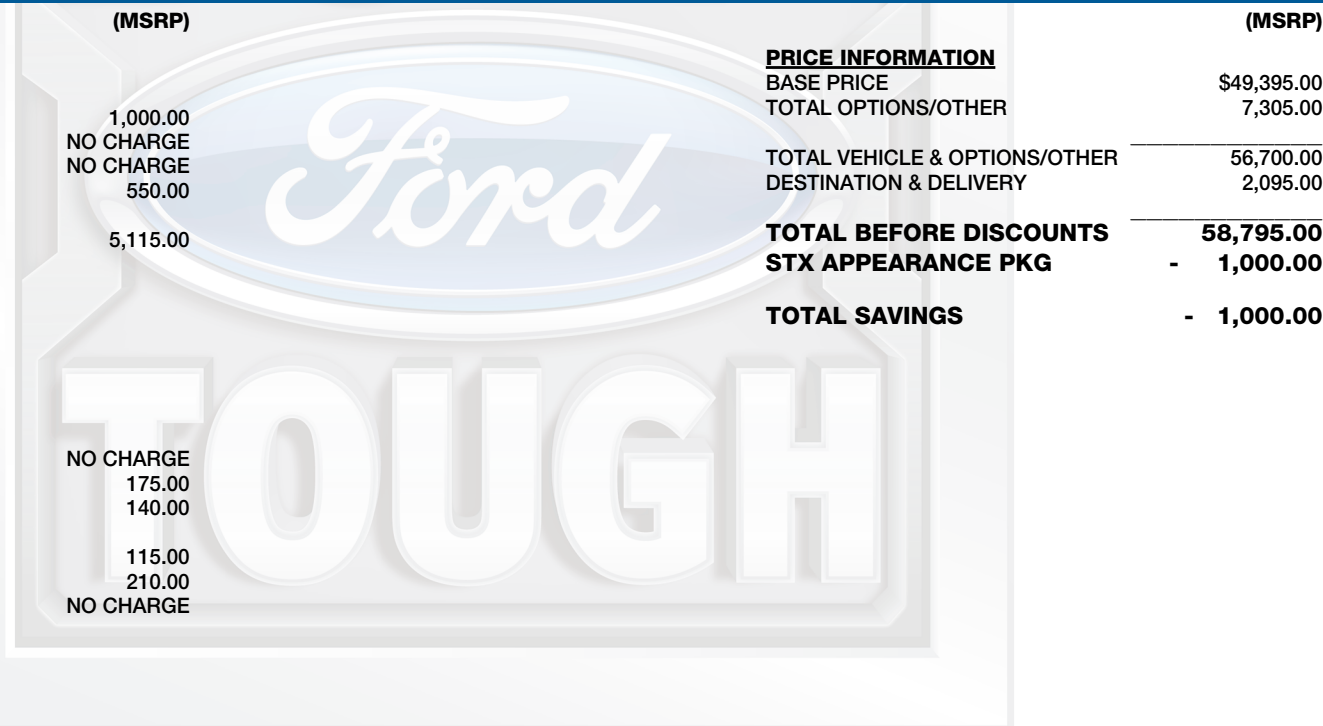 (MSRP)
1,000.00
NO CHARGE
NO CHARGE
550.00
5,115.00
NO CHARGE
175.00
140.00
115.00
210.00
NO CHARGE
(MSRP)
PRICE INFORMATION
BASE PRICE $49,395.00
TOTAL OPTIONS/OTHER 7,305.00
TOTAL VEHICLE & OPTIONS/OTHER 56,700.00
DESTINATION & DELIVERY 2,095.00
TOTAL BEFORE DISCOUNTS 58,795.00
STX APPEARANCE PKG - 1,000.00
TOTAL SAVINGS - 1,000.00
Ford
TOUGH